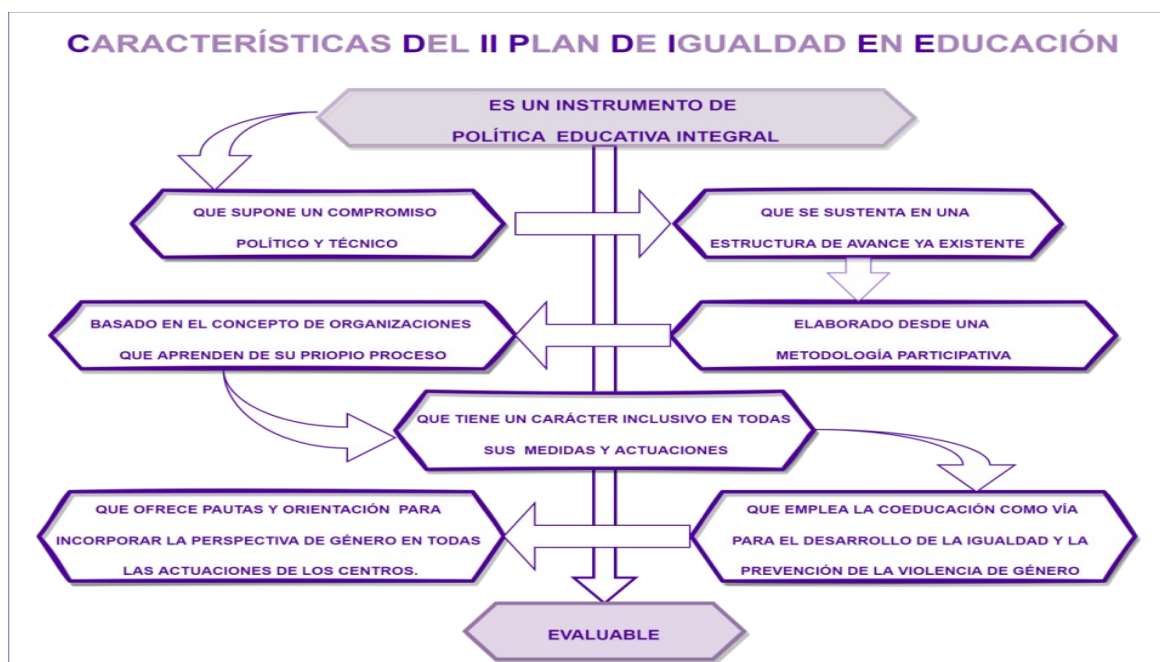 CARACTERÍSTICAS DEL II PLAN DE IGUALDAD EN EDUCACIÓN
ES UN INSTRUMENTO DE
POLÍTICA EDUCATIVA INTEGRAL
QUE SUPONE UN COMPROMISO
POLÍTICO Y TÉCNICO
QUE SE SUSTENTA EN UNA
ESTRUCTURA DE AVANCE YA EXISTENTE
ELABORADO DESDE UNA
METODOLOGÍA PARTICIPATIVA
BASADO EN EL CONCEPTO DE ORGANIZACIONES
QUE APRENDEN DE SU PRIOPIO PROCESO
QUE TIENE UN CARÁCTER INCLUSIVO EN TODAS
SUS MEDIDAS Y ACTUACIONES
QUE EMPLEA LA COEDUCACIÓN COMO VÍA
PARA EL DESARROLLO DE LA IGUALDAD Y LA
PREVENCIÓN DE LA VIOLENCIA DE GÉNERO
QUE OFRECE PAUTAS Y ORIENTACIÓN PARA
INCORPORAR LA PERSPECTIVA DE GÉNERO EN TODAS
LAS ACTUACIONES DE LOS CENTROS.
EVALUABLE